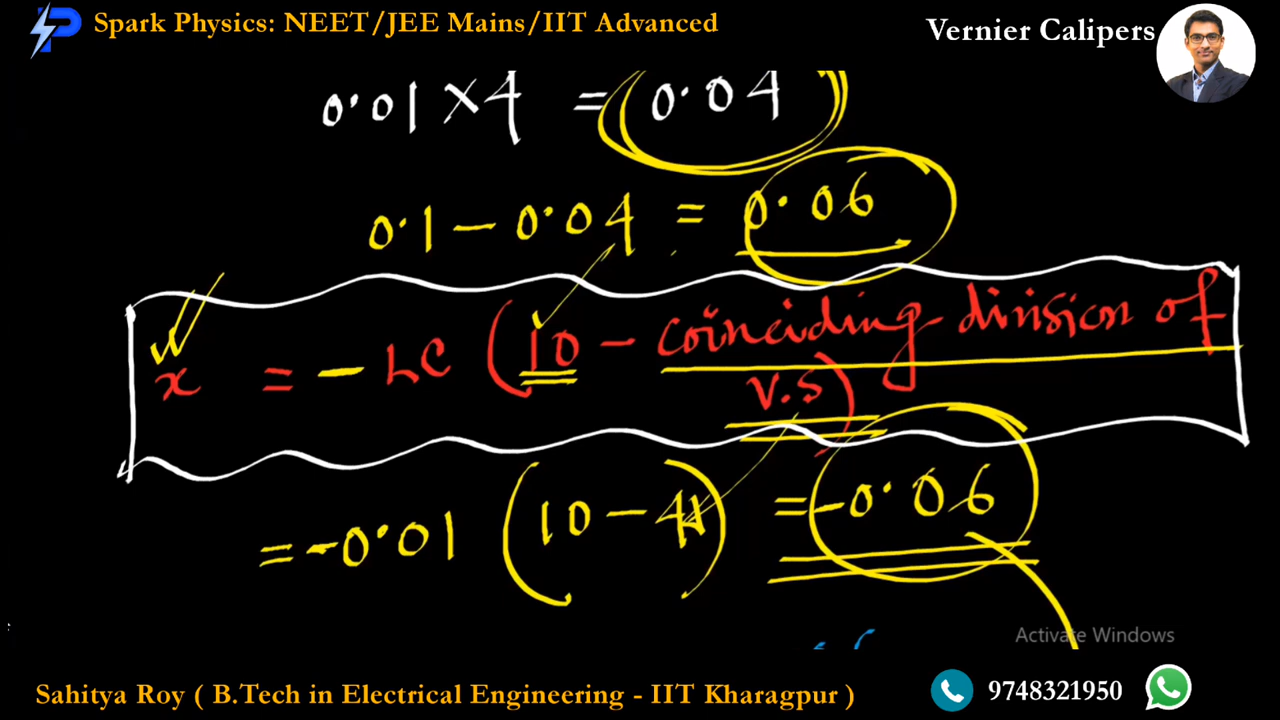 Spark Physics: NEET/JEE Mains/IIT Advanced
Vernier Calipers
0.01 × 4 = 0.04
0.1 – 0.04 = 0.06
x = - LC (10 - coinciding division of
V.S)
= -0.01 (10 - 4) = -0.06
Activate Windows
Sahitya Roy ( B.Tech in Electrical Engineering - IIT Kharagpur )
9748321950